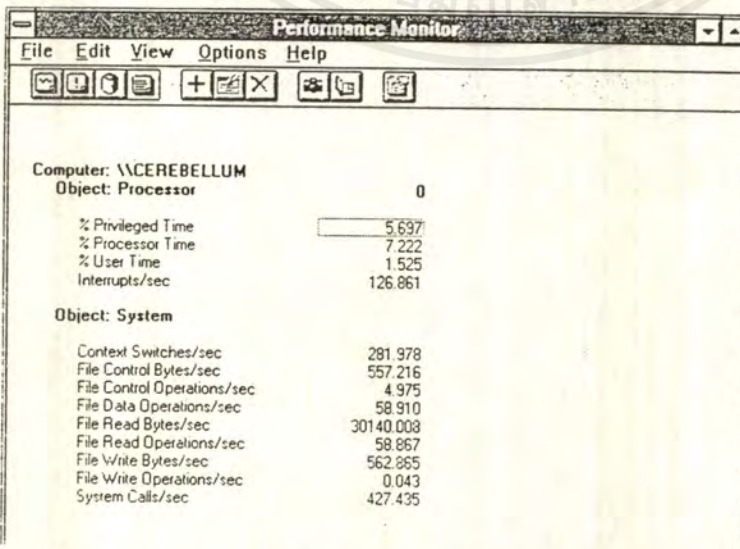 Performance Monitor
File Edit View Options Help
Computer: \\CEREBELLUM
Object: Processor 0
% Privileged Time 5.697
% Processor Time 7.222
% User Time 1.525
Interrupts/sec 126.861
Object: System
Context Switches/sec 281.978
File Control Bytes/sec 557.216
File Control Operations/sec 4.975
File Data Operations/sec 58.910
File Read Bytes/sec 30140.008
File Read Operations/sec 58.867
File Write Bytes/sec 562.865
File Write Operations/sec 0.043
System Calls/sec 427.435